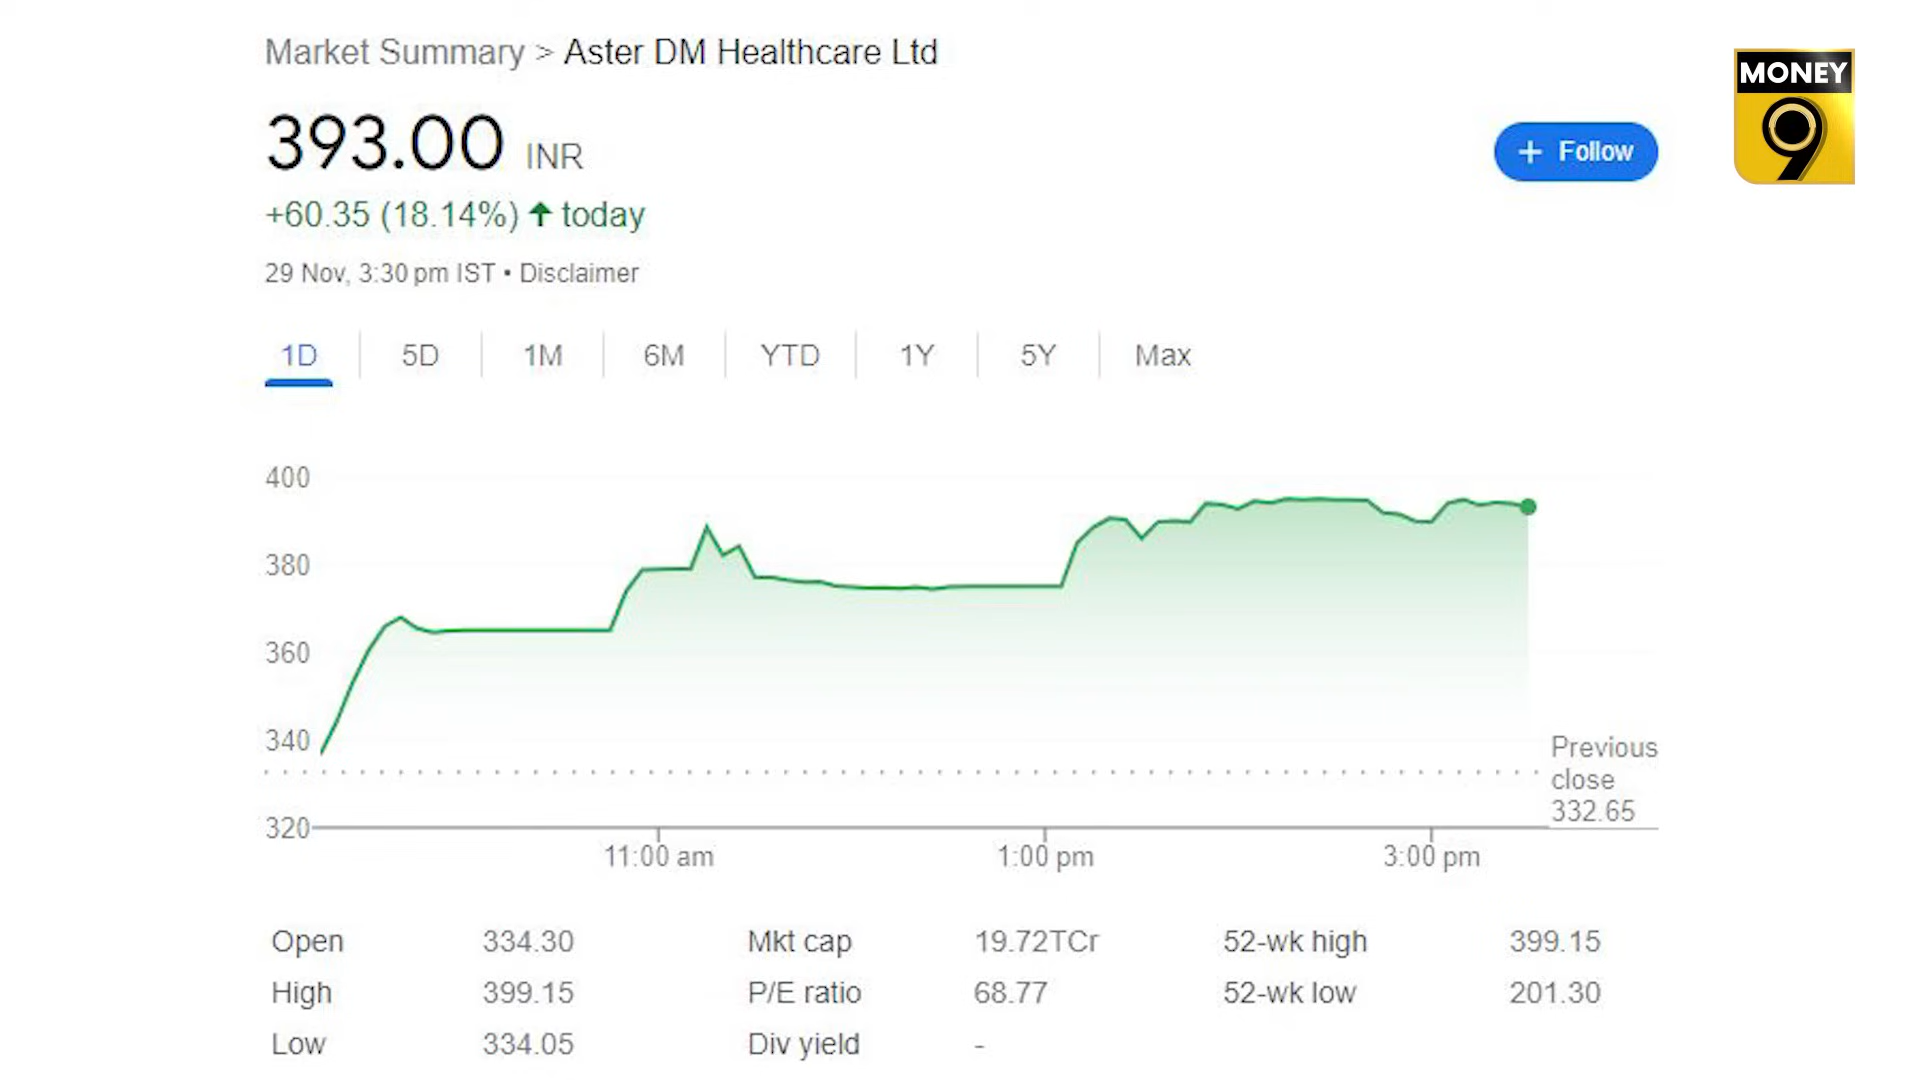 Market Summary > Aster DM Healthcare Ltd
393.00 INR
+60.35 (18.14%) ↑ today
29 Nov, 3:30 pm IST • Disclaimer
+ Follow
MONEY
9
1D 5D 1M 6M YTD 1Y 5Y Max
400
380
360
340
320
Previous
close
332.65
11:00 am 1:00 pm 3:00 pm
Open 334.30 Mkt cap 19.72TCr 52-wk high 399.15
High 399.15 P/E ratio 68.77 52-wk low 201.30
Low 334.05 Div yield -